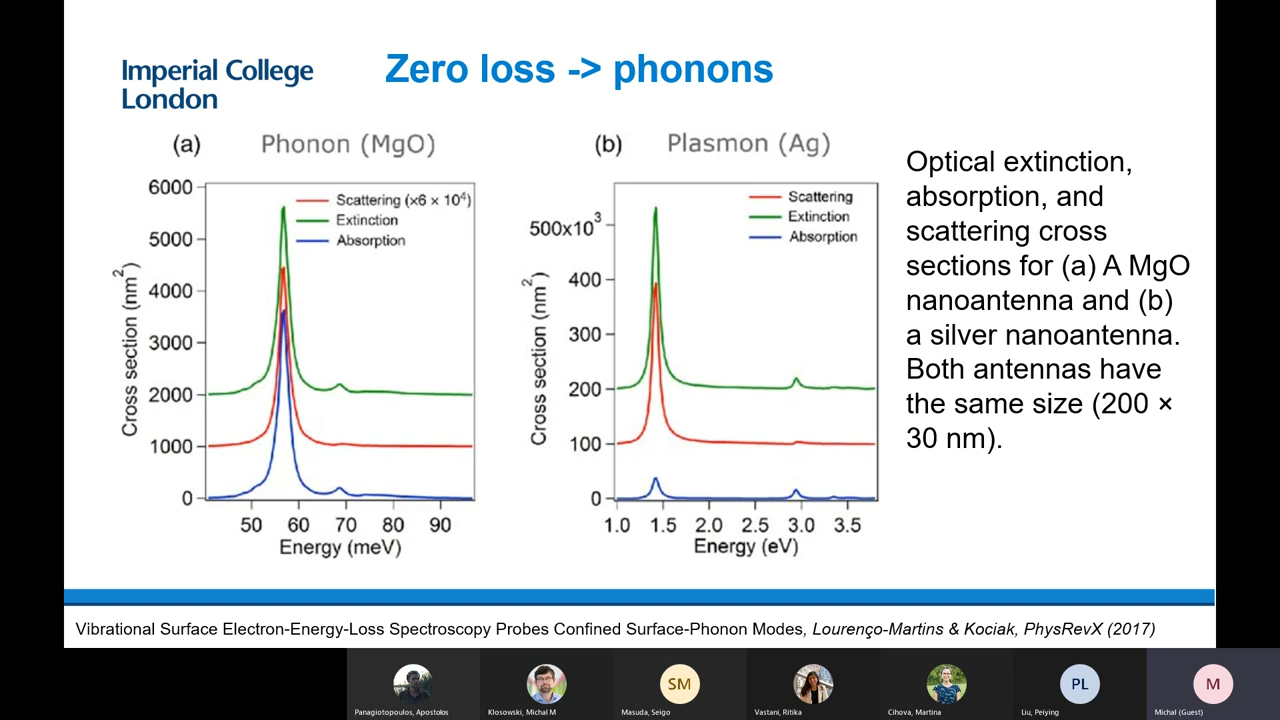 Imperial College
London
Zero loss -> phonons
(a) Phonon (MgO)
6000
5000
4000
3000
2000
1000
0
Cross section (nm²)
Scattering (×6 × 10⁴)
Extinction
Absorption
50 60 70 80 90
Energy (meV)
(b) Plasmon (Ag)
500x10³
400
300
200
100
0
Cross section (nm²)
Scattering
Extinction
Absorption
1.0 1.5 2.0 2.5 3.0 3.5
Energy (eV)
Optical extinction,
absorption, and
scattering cross
sections for (a) A MgO
nanoantenna and (b)
a silver nanoantenna.
Both antennas have
the same size (200 ×
30 nm).
Vibrational Surface Electron-Energy-Loss Spectroscopy Probes Confined Surface-Phonon Modes, Lourenço-Martins & Kociak, PhysRevX (2017)
SM PL M
Panagiotopoulos, Apostolos Klosowski, Michal M Masuda, Seigo Vastani, Ritika Cihova, Martina Liu, Peiying Michal (Guest)